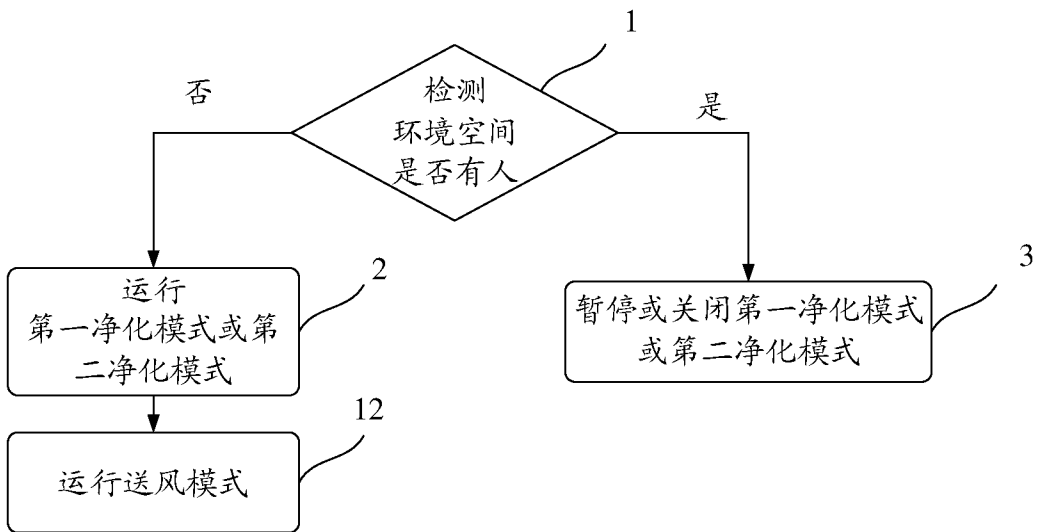 1
检测
环境空间
是否有人
否
是
2
运行
第一净化模式或第
二净化模式
3
暂停或关闭第一净化模式
或第二净化模式
12
运行送风模式